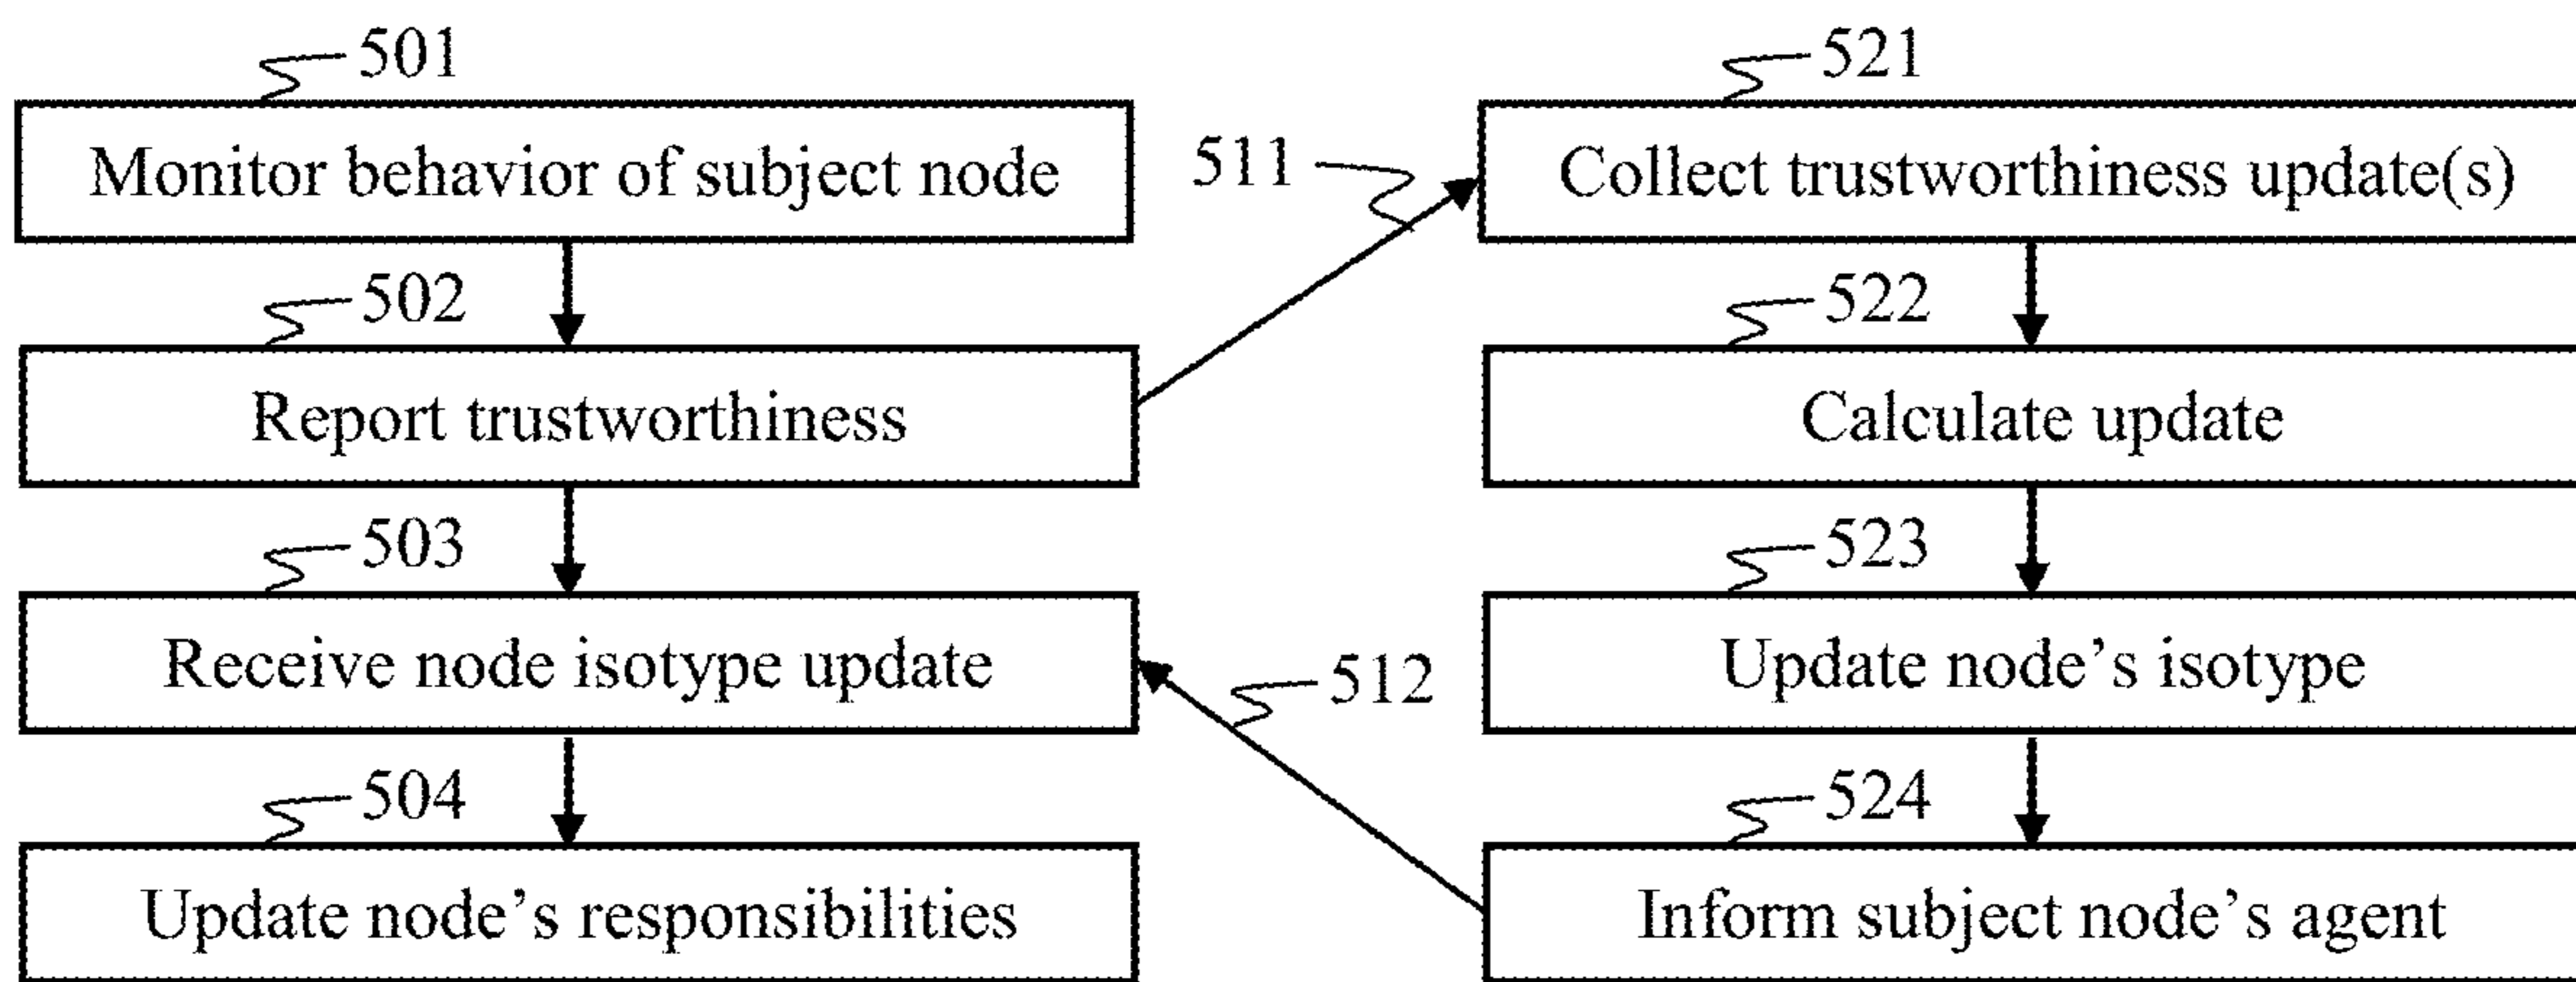 501
Monitor behavior of subject node
502
Report trustworthiness
503
Receive node isotype update
504
Update node's responsibilities
511
512
521
Collect trustworthiness update(s)
522
Calculate update
523
Update node's isotype
524
Inform subject node's agent